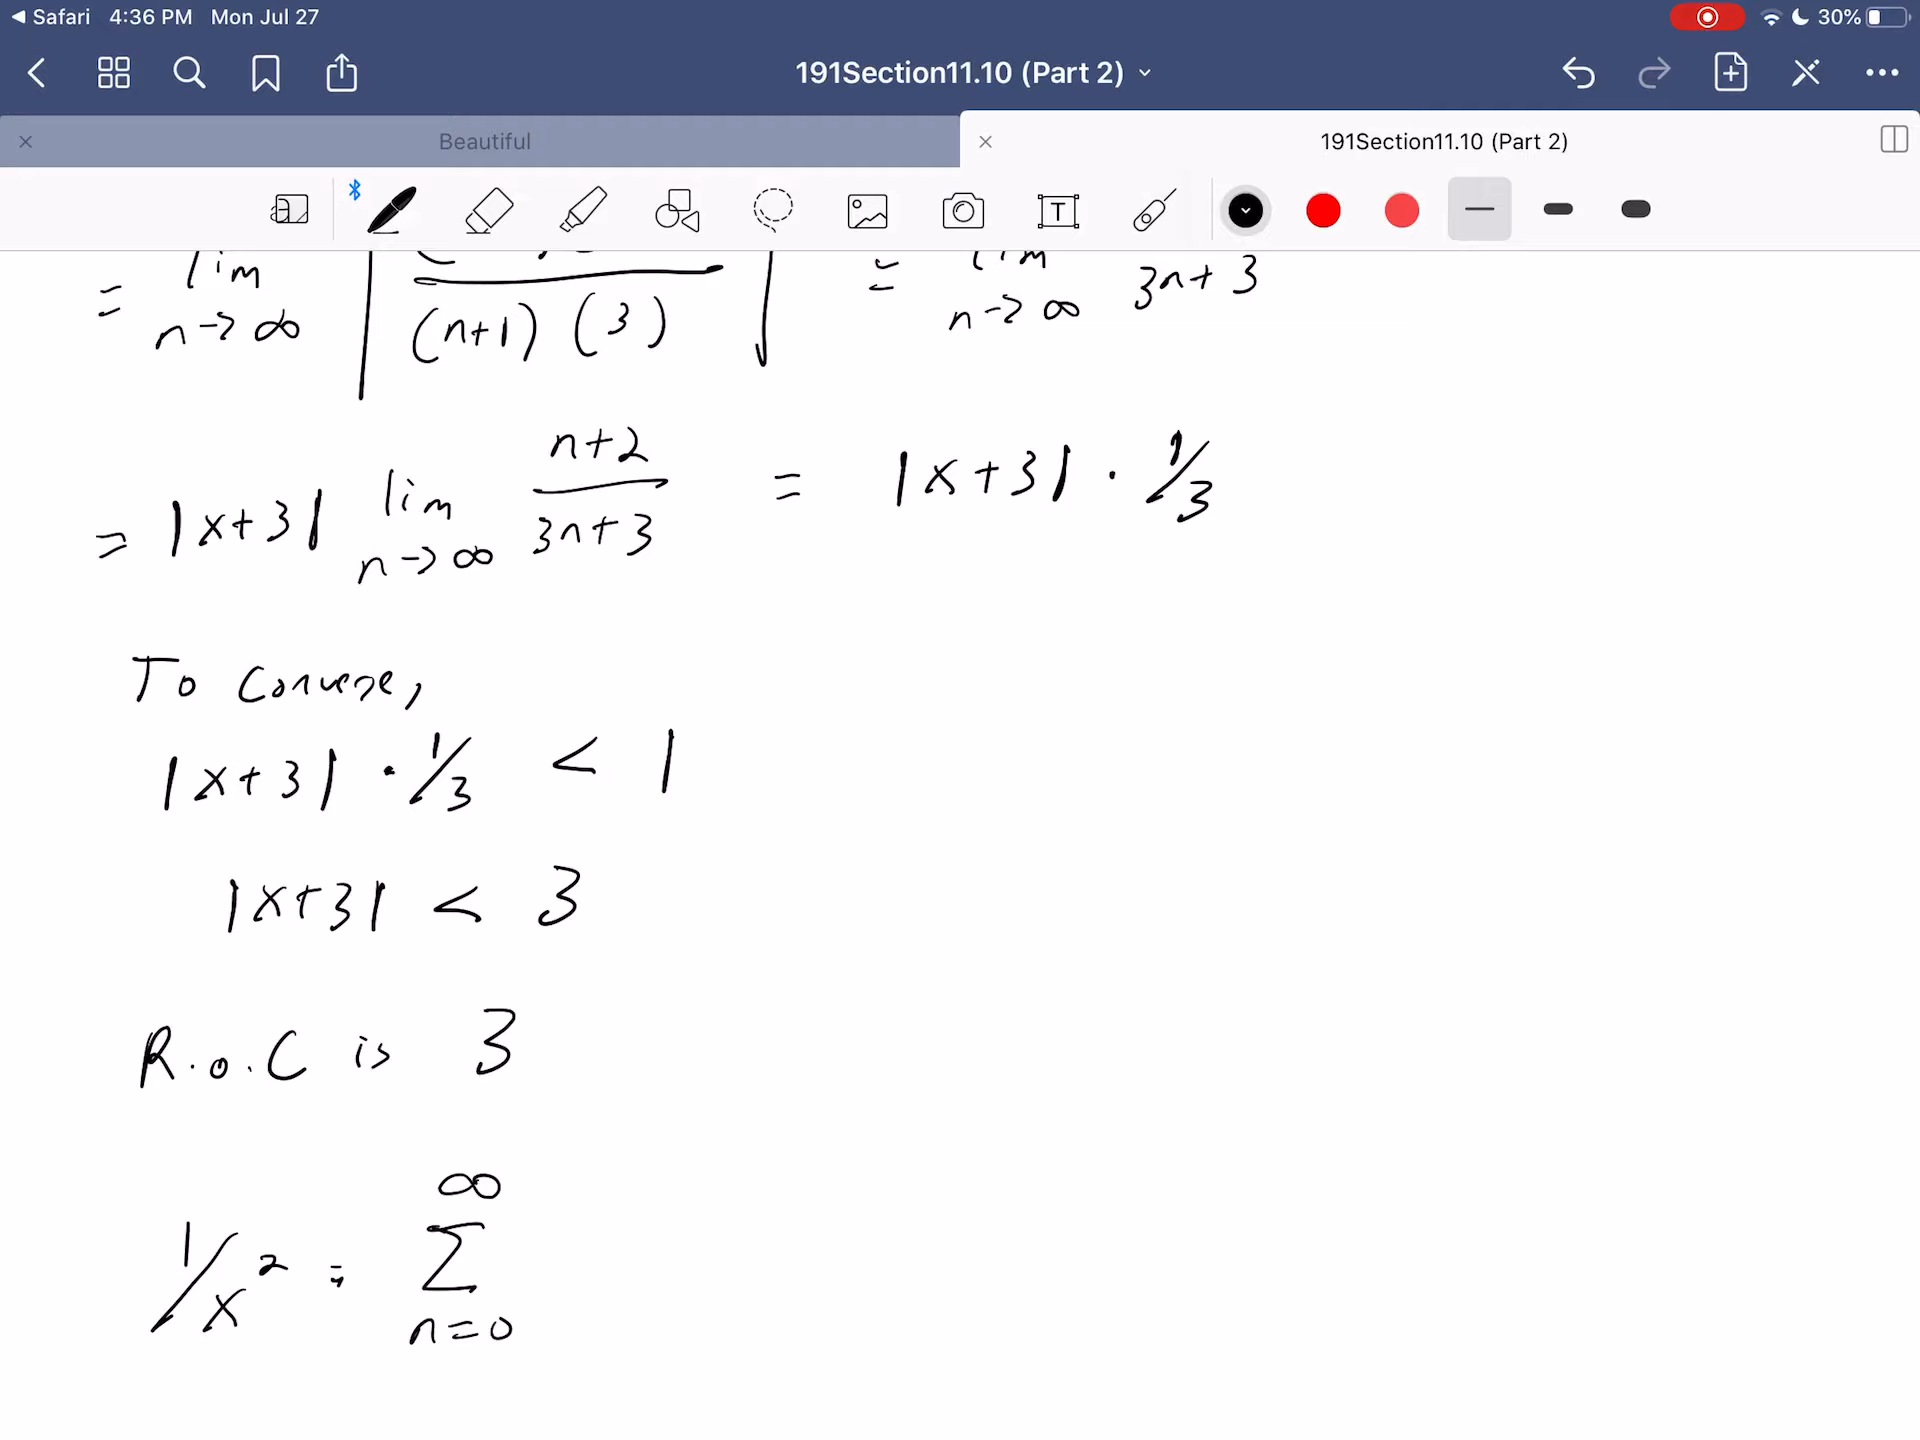 Safari 4:36 PM Mon Jul 27 30%
191Section11.10 (Part 2)
Beautiful 191Section11.10 (Part 2)
= lim n→∞ | (n+1) (3) | = lim n→∞ 3n+3
= |x+3| lim n→∞ n+2 / 3n+3 = |x+3| · 1/3
To Converge,
|x+3| · 1/3 < 1
|x+3| < 3
R.o.C is 3
1/x² = ∞ Σ n=0